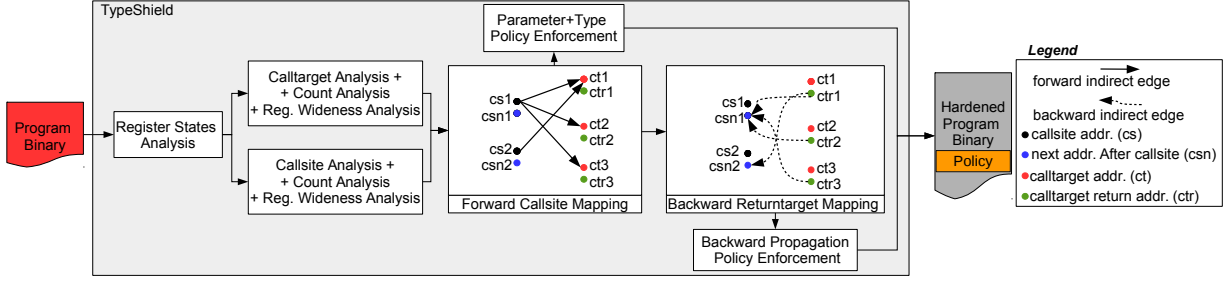 TypeShield
Program
Binary
Register States
Analysis
Calltarget Analysis +
+ Count Analysis
+ Reg. Wideness Analysis
Callsite Analysis +
+ Count Analysis
+ Reg. Wideness Analysis
Parameter+Type
Policy Enforcement
cs1
csn1
cs2
csn2
ct1
ctr1
ct2
ctr2
ct3
ctr3
Forward Callsite Mapping
cs1
csn1
cs2
csn2
ct1
ctr1
ct2
ctr2
ct3
ctr3
Backward Returntarget Mapping
Backward Propagation
Policy Enforcement
Hardened
Program
Binary
Policy
Legend
forward indirect edge
backward indirect edge
callsite addr. (cs)
next addr. After callsite (csn)
calltarget addr. (ct)
calltarget return addr. (ctr)